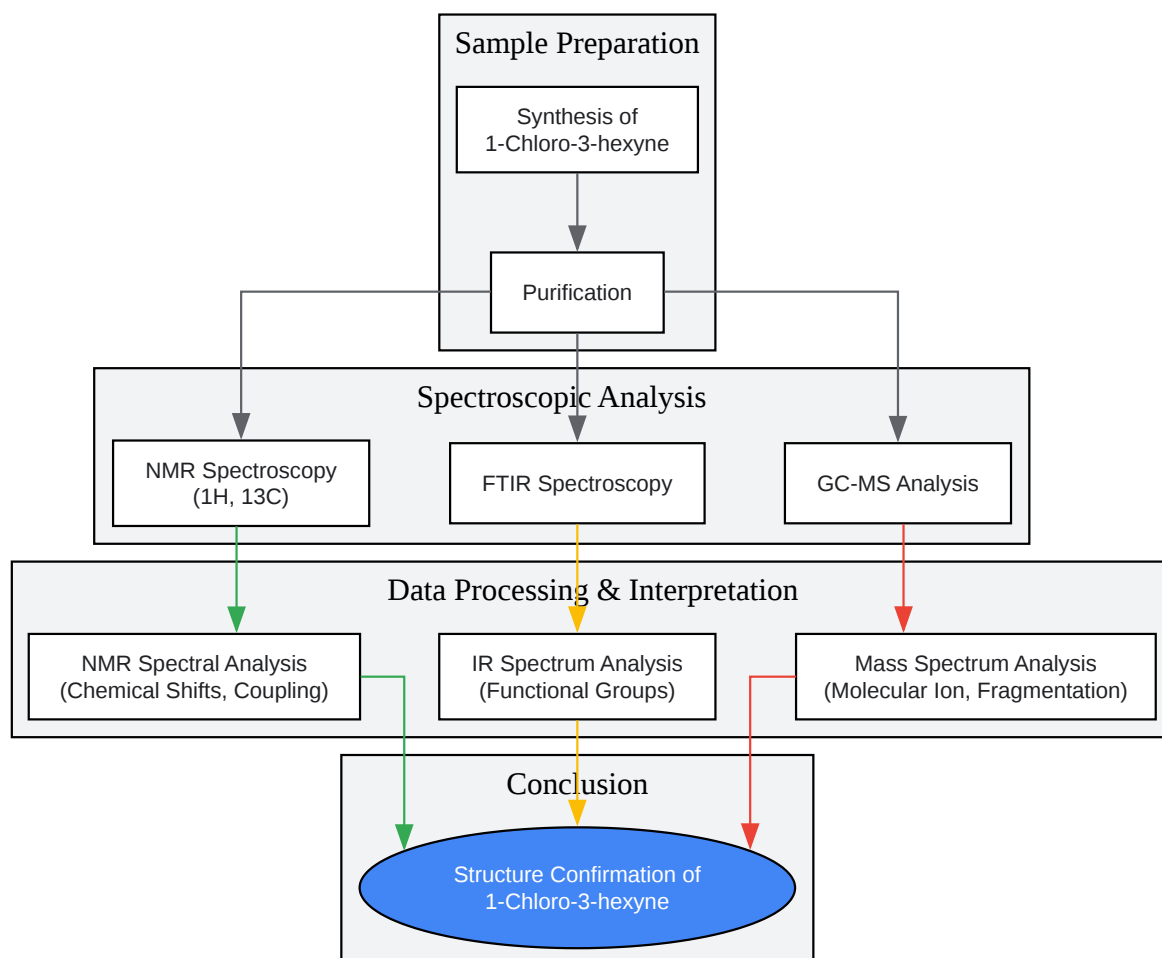 Sample Preparation
Synthesis of
1-Chloro-3-hexyne
Purification
Spectroscopic Analysis
NMR Spectroscopy
(1H, 13C)
FTIR Spectroscopy
GC-MS Analysis
Data Processing & Interpretation
NMR Spectral Analysis
(Chemical Shifts, Coupling)
IR Spectrum Analysis
(Functional Groups)
Mass Spectrum Analysis
(Molecular Ion, Fragmentation)
Conclusion
Structure Confirmation of
1-Chloro-3-hexyne